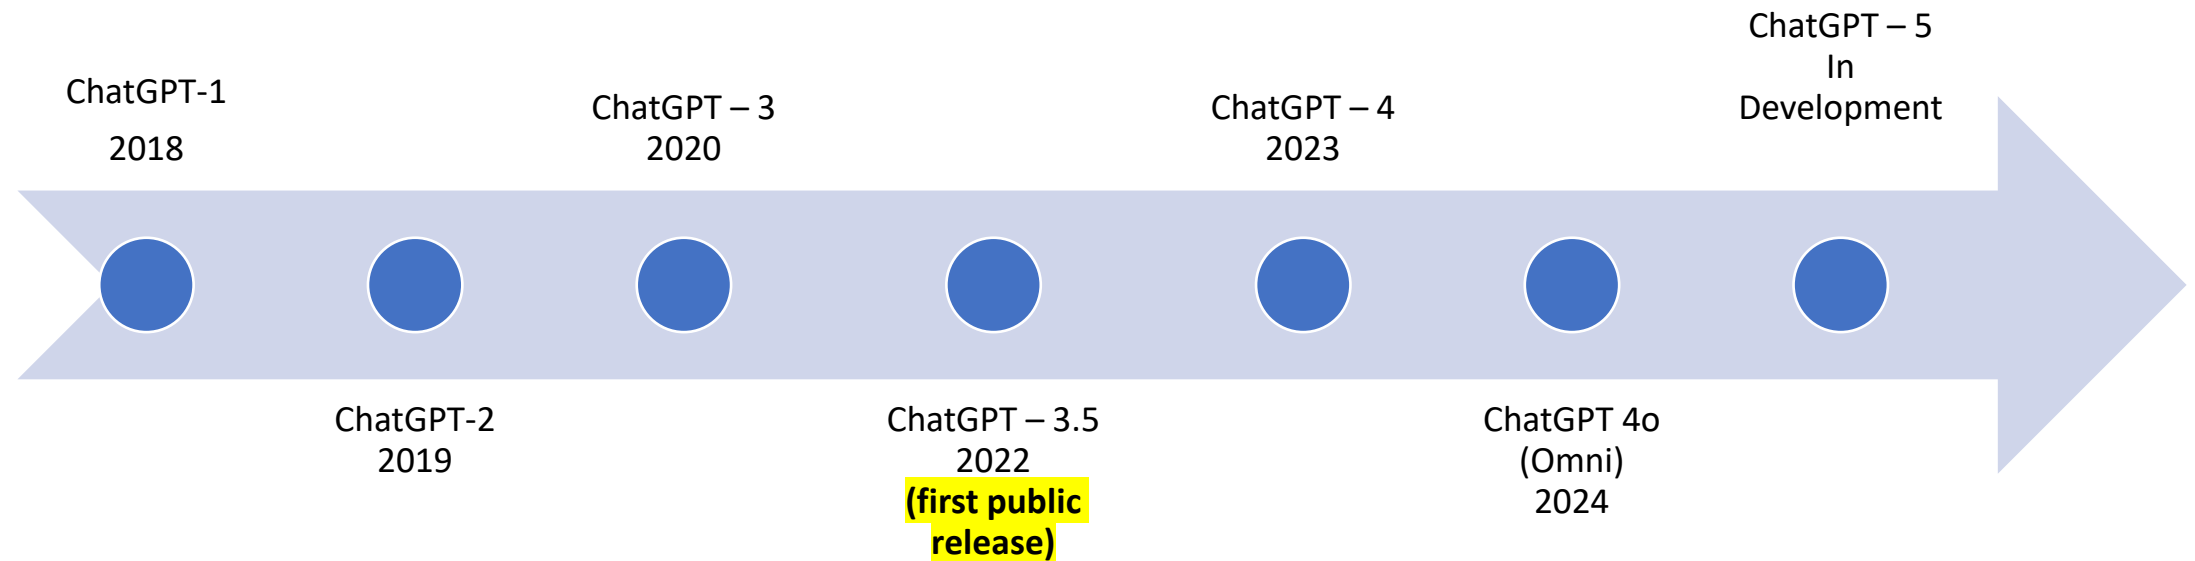 ChatGPT-1
2018
ChatGPT-2
2019
ChatGPT – 3
2020
ChatGPT – 3.5
2022
(first public
release)
ChatGPT – 4
2023
ChatGPT 4o
(Omni)
2024
ChatGPT – 5
In
Development